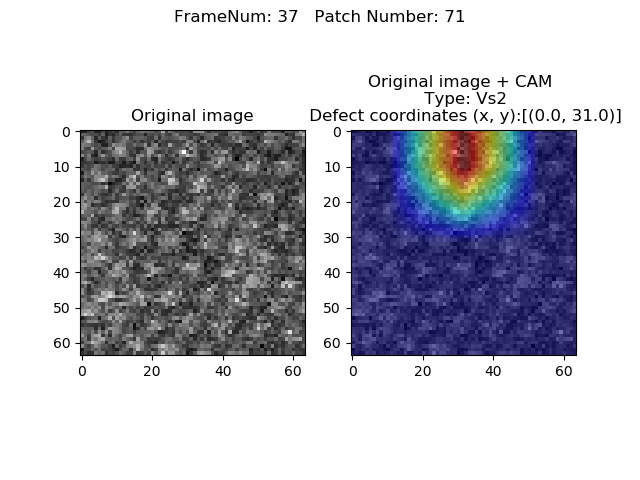 FrameNum: 37   Patch Number: 71
Original image
Original image + CAM
Type: Vs2
Defect coordinates (x, y):[(0.0, 31.0)]
0
10
20
30
40
50
60
0 20 40 60
0
10
20
30
40
50
60
0 20 40 60